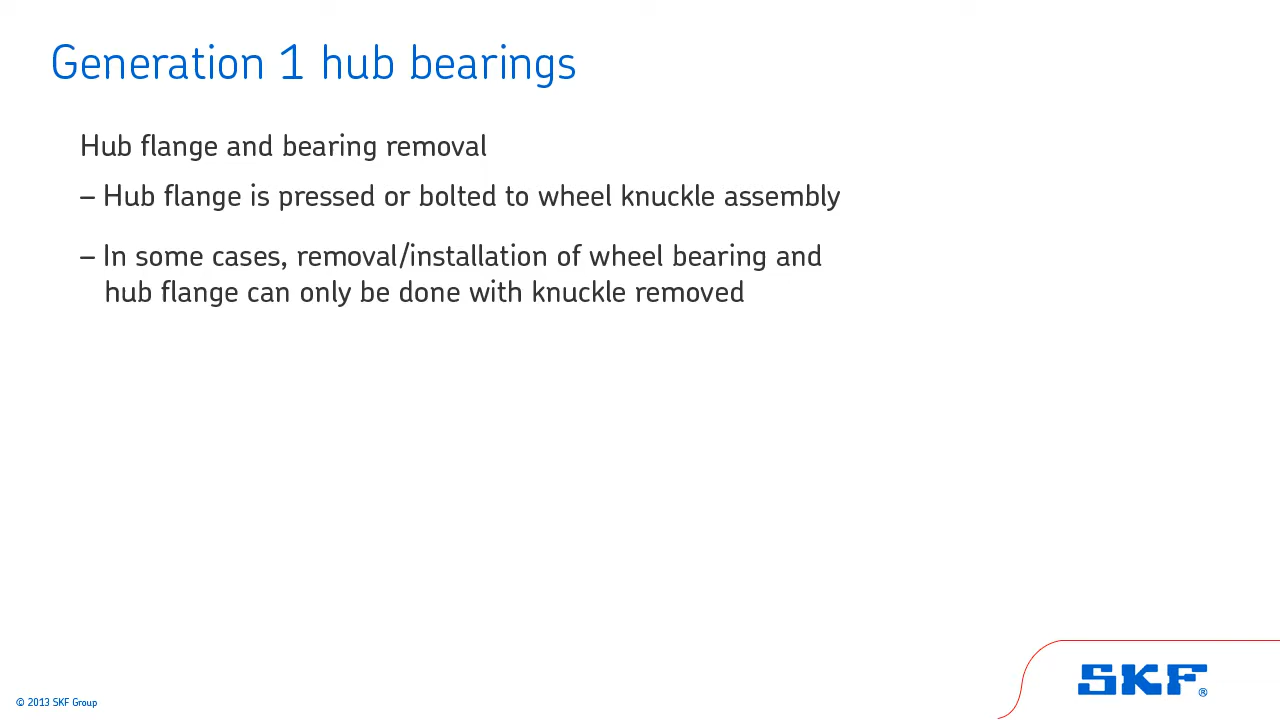 Generation 1 hub bearings
Hub flange and bearing removal
– Hub flange is pressed or bolted to wheel knuckle assembly
– In some cases, removal/installation of wheel bearing and
hub flange can only be done with knuckle removed
SKF®
© 2013 SKF Group